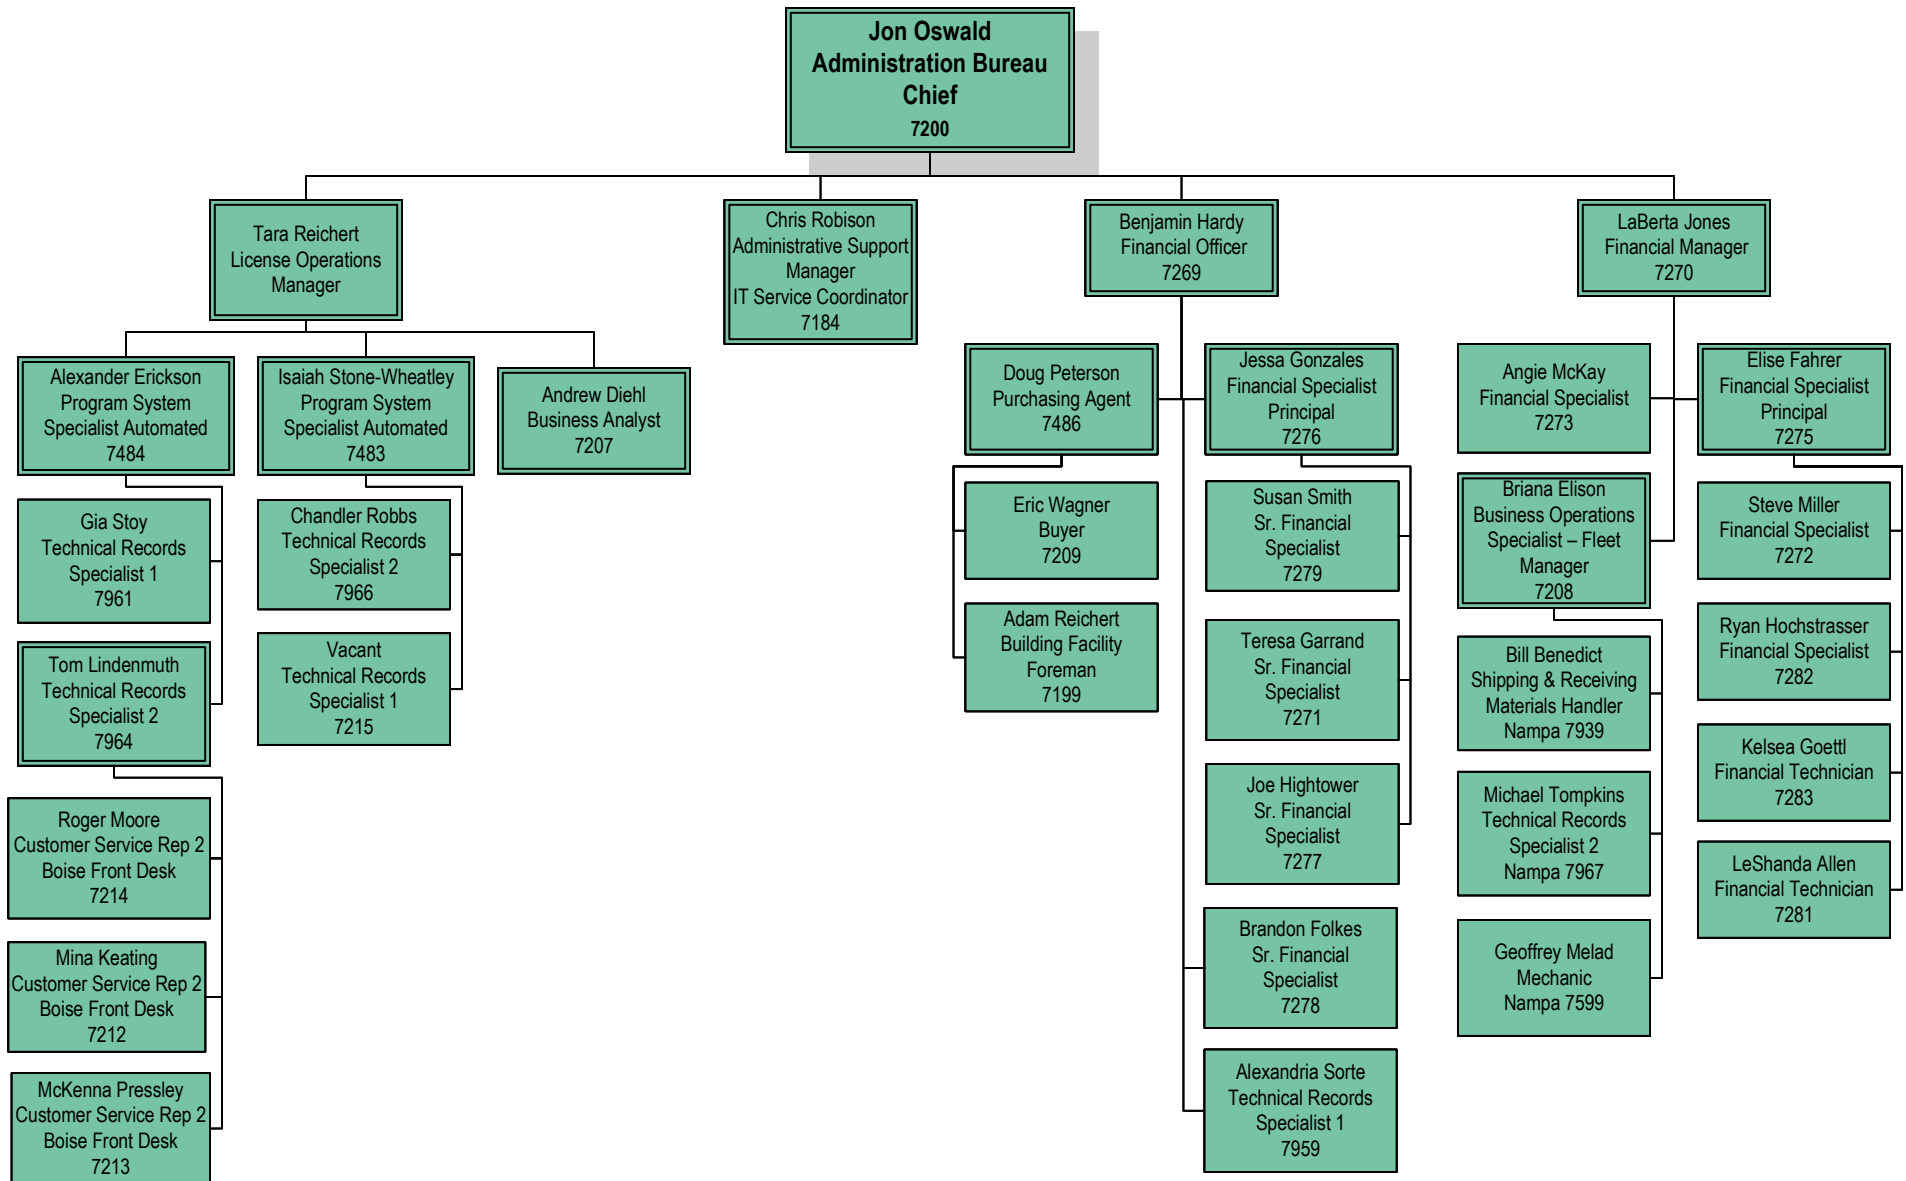 Jon Oswald
Administration Bureau
Chief
7200
Tara Reichert
License Operations
Manager
Chris Robison
Administrative Support
Manager
IT Service Coordinator
7184
Benjamin Hardy
Financial Officer
7269
LaBerta Jones
Financial Manager
7270
Alexander Erickson
Program System
Specialist Automated
7484
Isaiah Stone-Wheatley
Program System
Specialist Automated
7483
Andrew Diehl
Business Analyst
7207
Doug Peterson
Purchasing Agent
7486
Jessa Gonzales
Financial Specialist
Principal
7276
Angie McKay
Financial Specialist
7273
Elise Fahrer
Financial Specialist
Principal
7275
Gia Stoy
Technical Records
Specialist 1
7961
Chandler Robbs
Technical Records
Specialist 2
7966
Eric Wagner
Buyer
7209
Susan Smith
Sr. Financial
Specialist
7279
Briana Elison
Business Operations
Specialist – Fleet
Manager
7208
Steve Miller
Financial Specialist
7272
Tom Lindenmuth
Technical Records
Specialist 2
7964
Vacant
Technical Records
Specialist 1
7215
Adam Reichert
Building Facility
Foreman
7199
Teresa Garrand
Sr. Financial
Specialist
7271
Bill Benedict
Shipping & Receiving
Materials Handler
Nampa 7939
Ryan Hochstrasser
Financial Specialist
7282
Roger Moore
Customer Service Rep 2
Boise Front Desk
7214
Joe Hightower
Sr. Financial
Specialist
7277
Michael Tompkins
Technical Records
Specialist 2
Nampa 7967
Kelsea Goettl
Financial Technician
7283
Mina Keating
Customer Service Rep 2
Boise Front Desk
7212
Brandon Folkes
Sr. Financial
Specialist
7278
Geoffrey Melad
Mechanic
Nampa 7599
LeShanda Allen
Financial Technician
7281
McKenna Pressley
Customer Service Rep 2
Boise Front Desk
7213
Alexandria Sorte
Technical Records
Specialist 1
7959